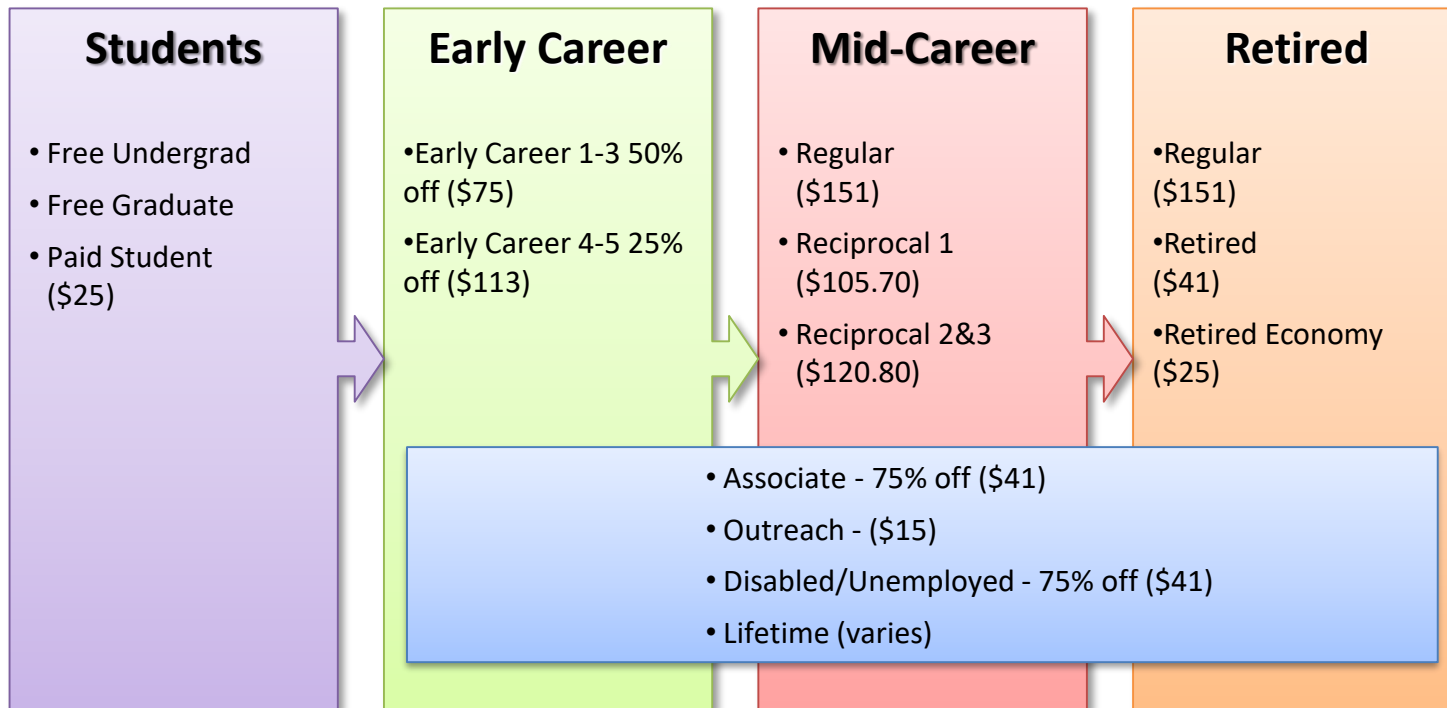 Students
• Free Undergrad
• Free Graduate
• Paid Student
($25)
Early Career
•Early Career 1-3 50%
off ($75)
•Early Career 4-5 25%
off ($113)
Mid-Career
• Regular
($151)
• Reciprocal 1
($105.70)
• Reciprocal 2&3
($120.80)
Retired
•Regular
($151)
•Retired
($41)
•Retired Economy
($25)
• Associate - 75% off ($41)
• Outreach - ($15)
• Disabled/Unemployed - 75% off ($41)
• Lifetime (varies)